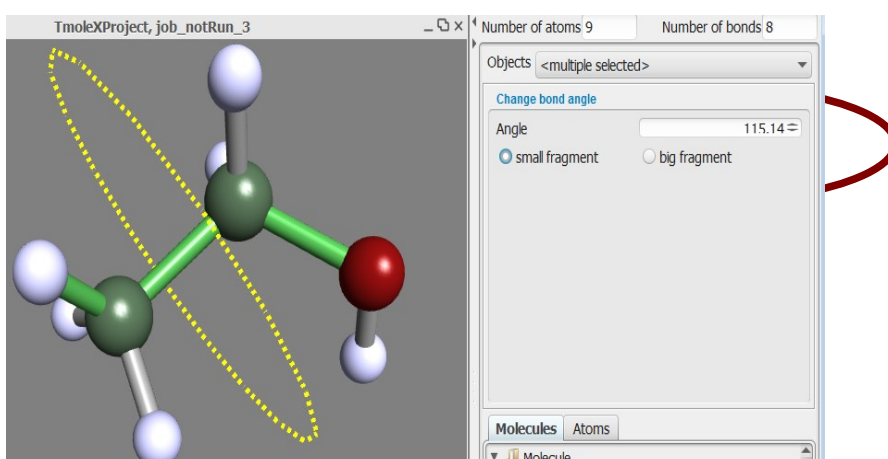 TmoleXProject, job_notRun_3
Number of atoms 9 Number of bonds 8
Objects <multiple selected>
Change bond angle
Angle 115.14
small fragment big fragment
Molecules Atoms
Molecule